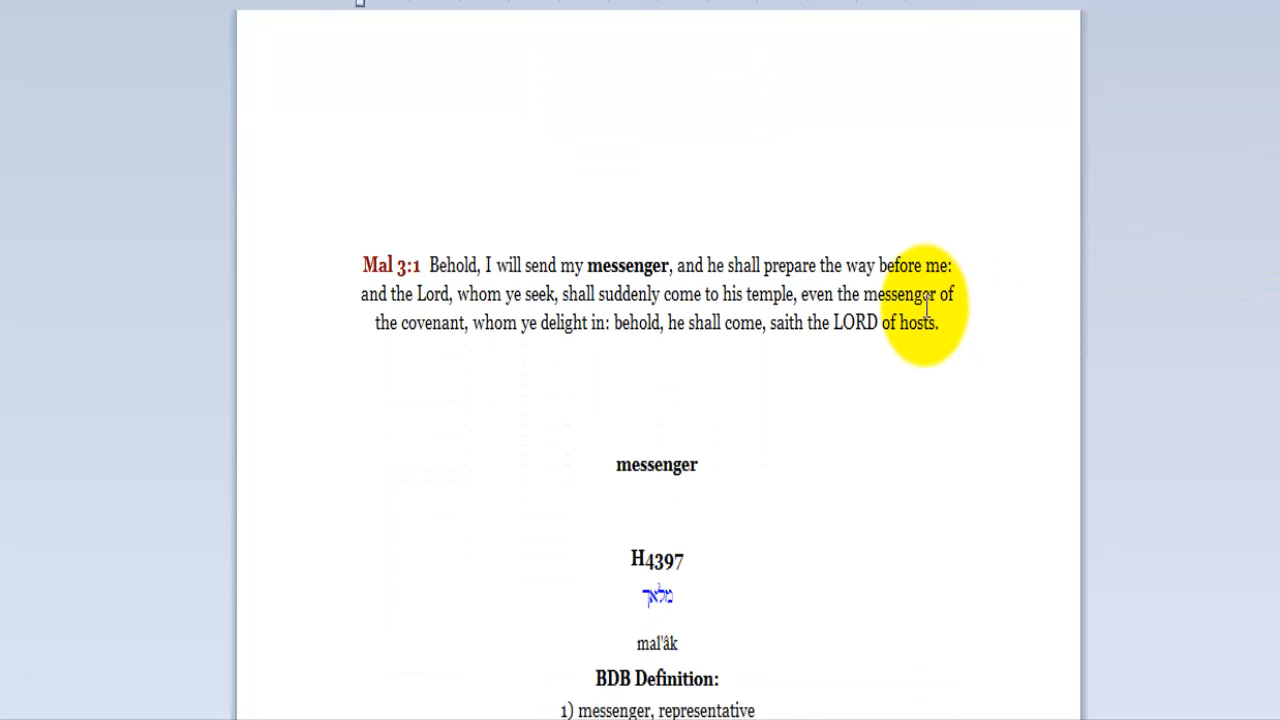 Mal 3:1 Behold, I will send my messenger, and he shall prepare the way before me:
and the Lord, whom ye seek, shall suddenly come to his temple, even the messenger of
the covenant, whom ye delight in: behold, he shall come, saith the LORD of hosts.
messenger
H4397
מלאך
mal'âk
BDB Definition:
1) messenger, representative